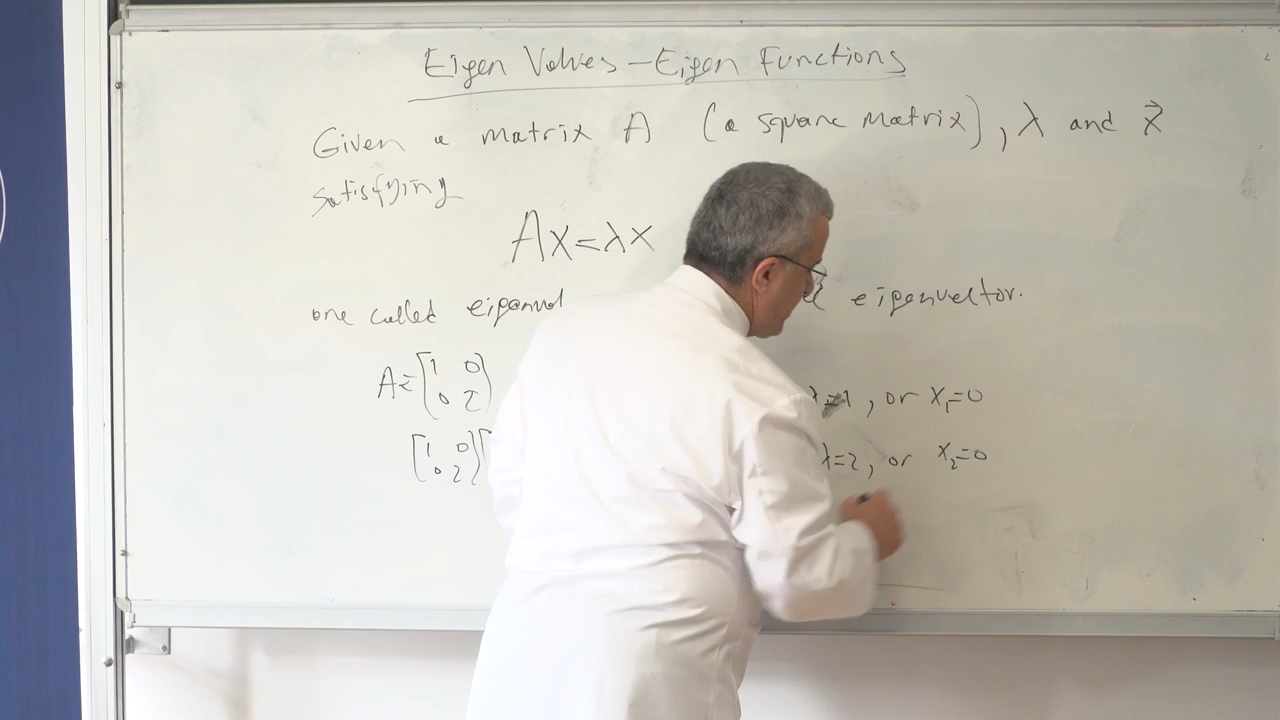 Eigen Values - Eigen Functions
Given a matrix A (a square matrix), λ and x⃗
satisfying
Ax=λx
one called eigenval eigenvector.
A=[1 0
0 2]
λ=1, or x₁=0
[1 0
0 2][
λ=2, or x₂=0